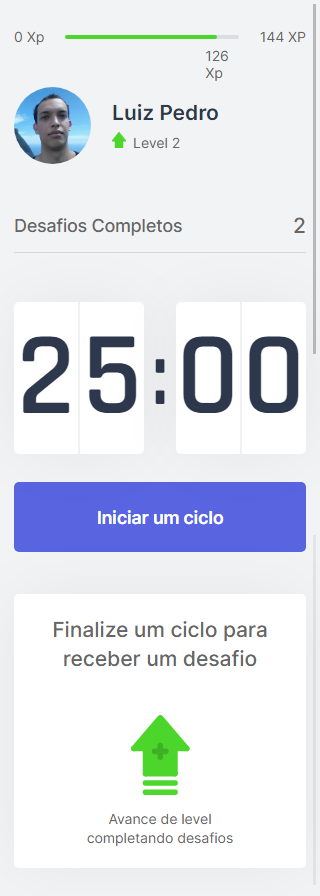 0 Xp
144 XP
126
Xp
Luiz Pedro
Level 2
Desafios Completos
2
25:00
Iniciar um ciclo
Finalize um ciclo para
receber um desafio
Avance de level
completando desafios